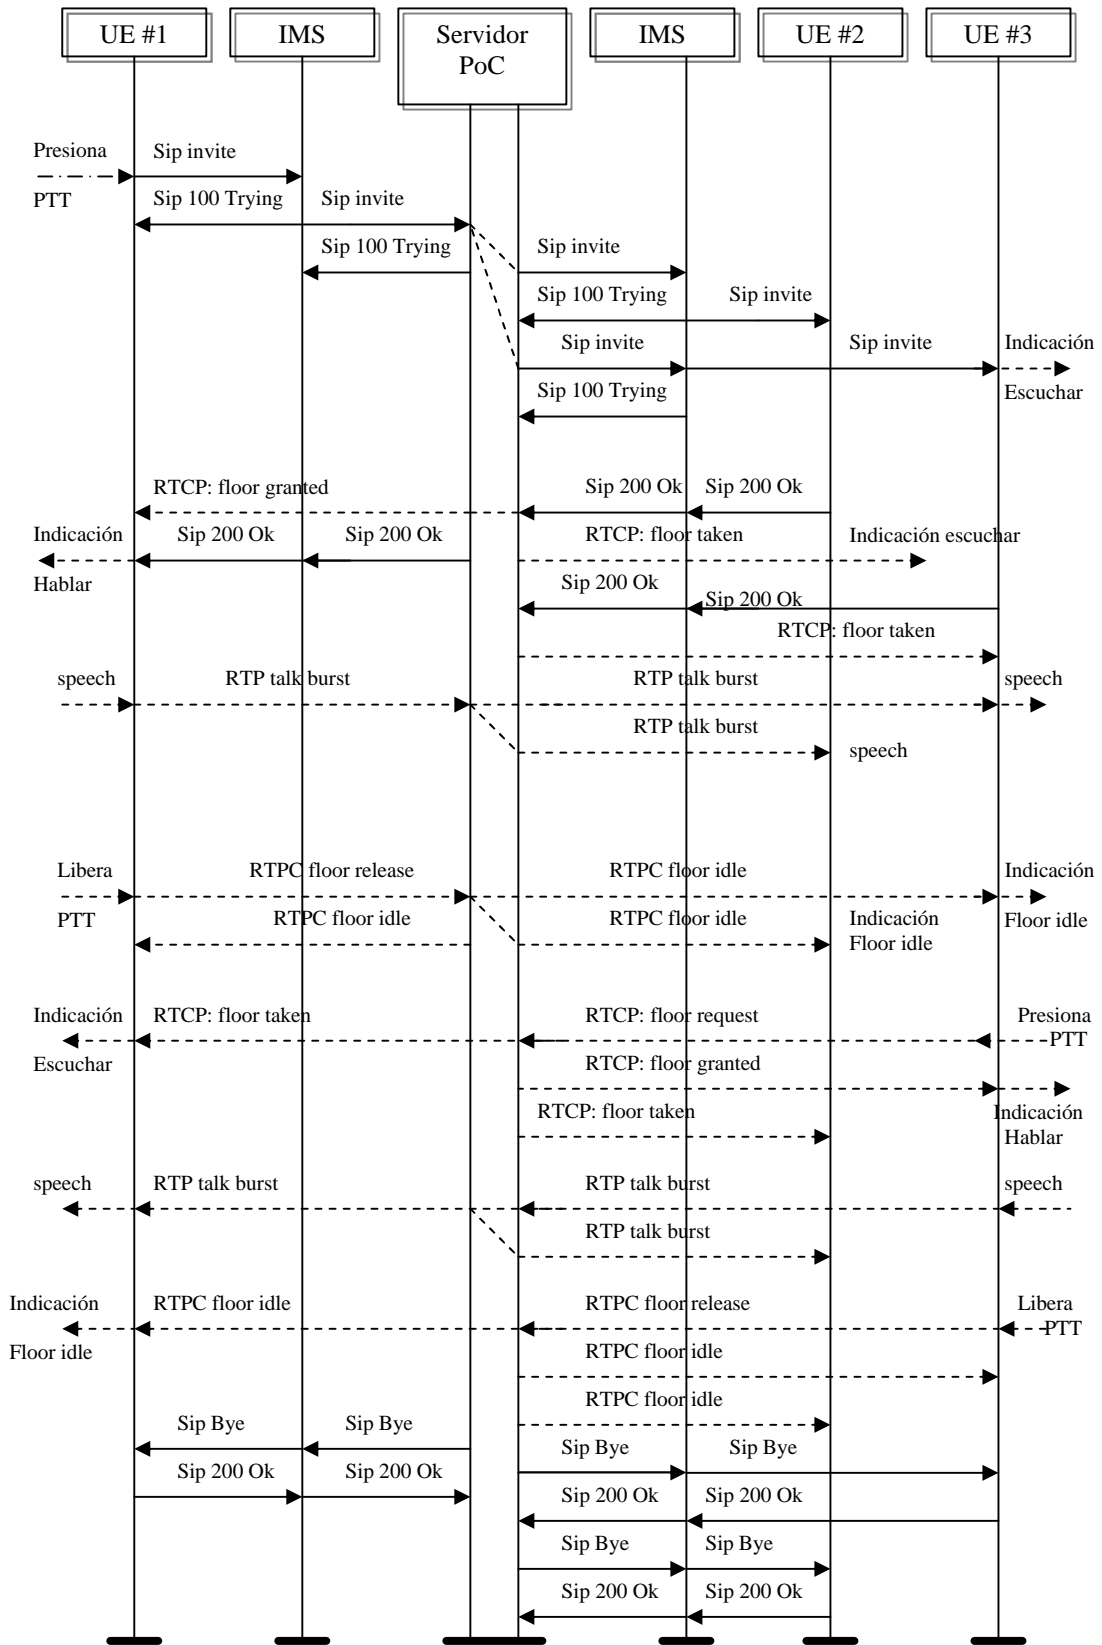 UE #1 IMS Servidor IMS UE #2 UE #3
PoC
Presiona Sip invite
PTT Sip 100 Trying Sip invite
Sip 100 Trying Sip invite
Sip 100 Trying Sip invite
Sip invite Sip invite Indicación
Sip 100 Trying Escuchar
RTCP: floor granted Sip 200 Ok Sip 200 Ok
Indicación Sip 200 Ok Sip 200 Ok RTCP: floor taken Indicación escuchar
Hablar Sip 200 Ok Sip 200 Ok
RTCP: floor taken
speech RTP talk burst RTP talk burst speech
RTP talk burst speech
Libera RTPC floor release RTPC floor idle Indicación
PTT RTPC floor idle RTPC floor idle Indicación Floor idle
Floor idle
Indicación RTCP: floor taken RTCP: floor request Presiona
PTT
Escuchar RTCP: floor granted
RTCP: floor taken Indicación
Hablar
speech RTP talk burst RTP talk burst speech
RTP talk burst
Indicación RTPC floor idle RTPC floor release Libera
PTT
Floor idle RTPC floor idle
RTPC floor idle
Sip Bye Sip Bye
Sip Bye Sip Bye
Sip 200 Ok Sip 200 Ok
Sip 200 Ok Sip 200 Ok
Sip Bye Sip Bye
Sip 200 Ok Sip 200 Ok